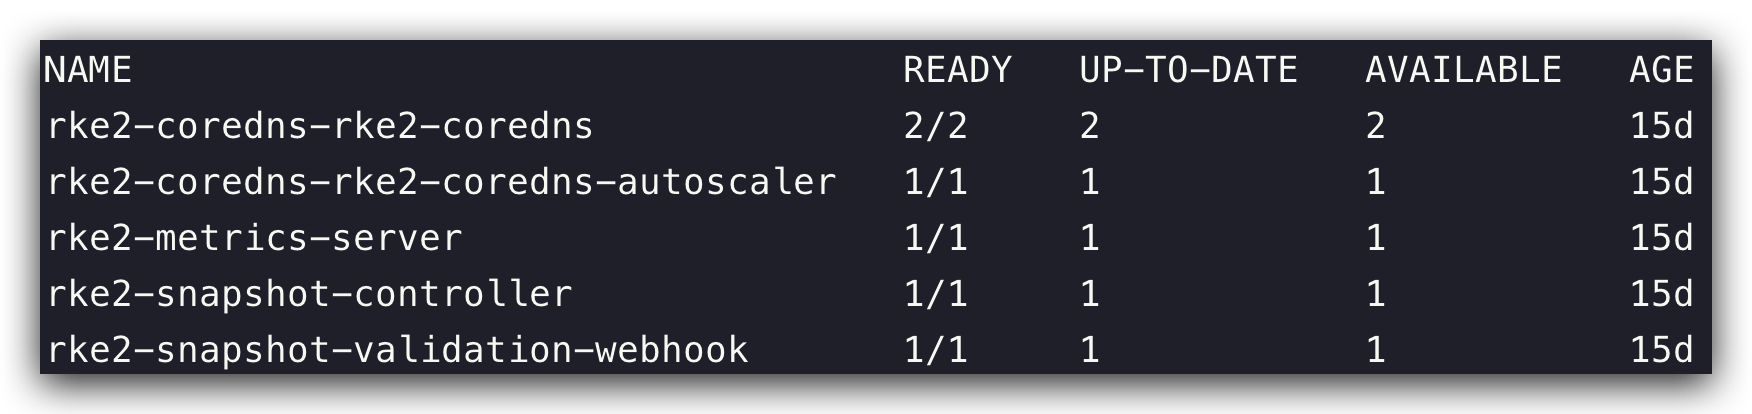 NAME READY UP-TO-DATE AVAILABLE AGE
rke2-coredns-rke2-coredns 2/2 2 2 15d
rke2-coredns-rke2-coredns-autoscaler 1/1 1 1 15d
rke2-metrics-server 1/1 1 1 15d
rke2-snapshot-controller 1/1 1 1 15d
rke2-snapshot-validation-webhook 1/1 1 1 15d